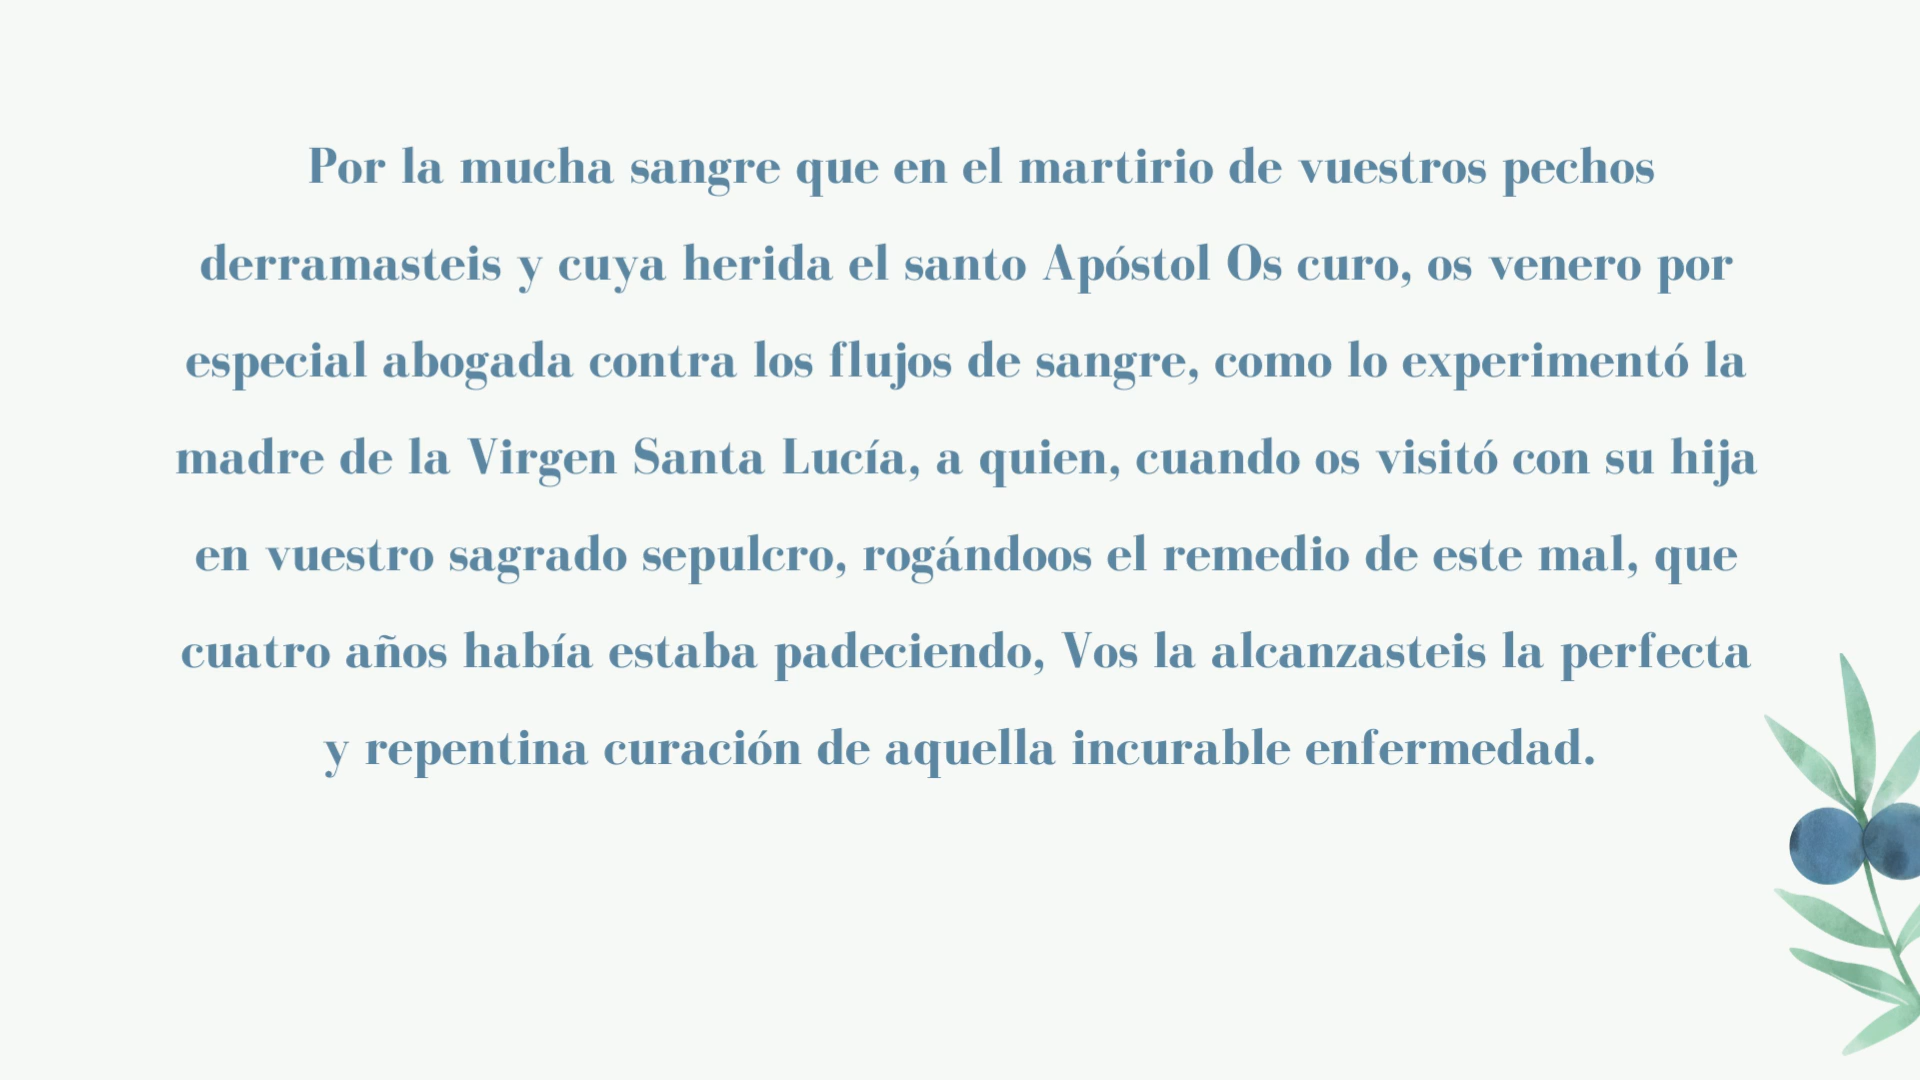 Por la mucha sangre que en el martirio de vuestros pechos
derramasteis y cuya herida el santo Apóstol Os curo, os venero por
especial abogada contra los flujos de sangre, como lo experimentó la
madre de la Virgen Santa Lucía, a quien, cuando os visitó con su hija
en vuestro sagrado sepulcro, rogándoos el remedio de este mal, que
cuatro años había estaba padeciendo, Vos la alcanzasteis la perfecta
y repentina curación de aquella incurable enfermedad.